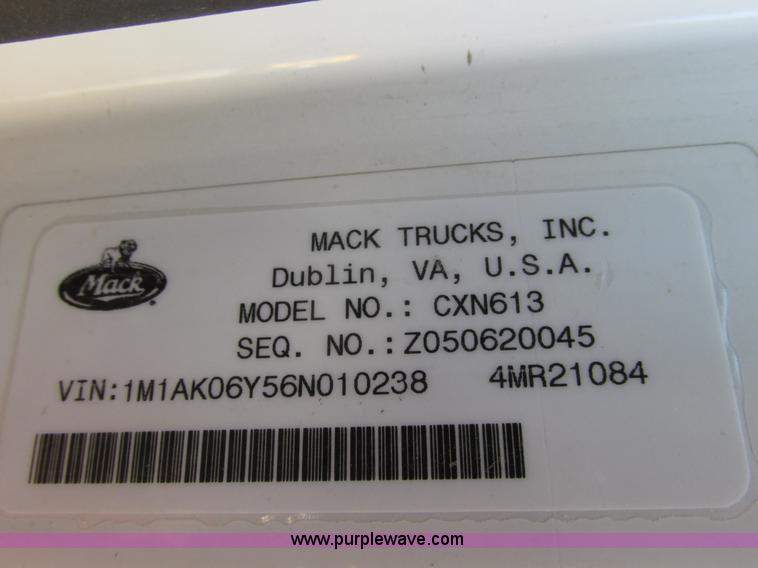 MACK TRUCKS, INC.
Dublin, VA, U.S.A.
Mack
MODEL NO.: CXN613
SEQ. NO.:Z050620045
VIN:1M1AK06Y56N010238 4MR21084
www.purplewave.com